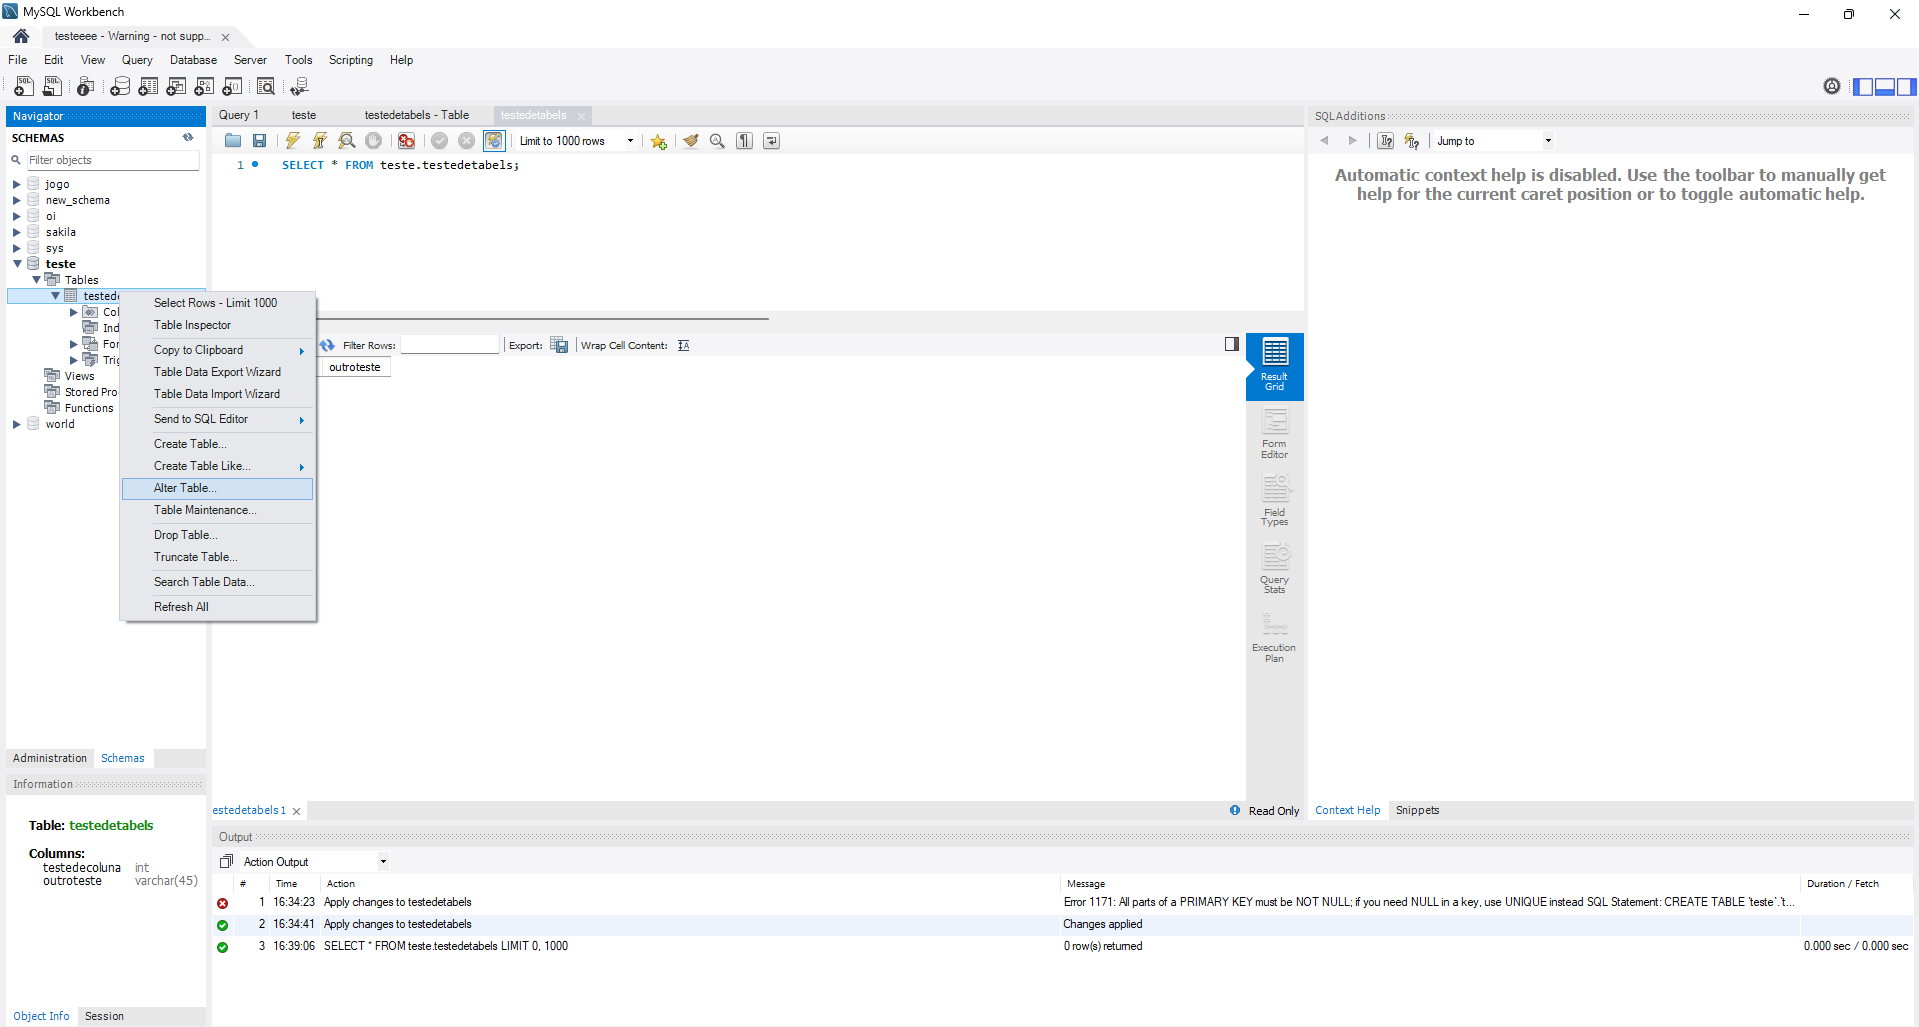 MySQL Workbench
testeeee - Warning - not supp...
File Edit View Query Database Server Tools Scripting Help
Navigator
SCHEMAS
Filter objects
jogo
new_schema
oi
sakila
sys
teste
Tables
testede
Col
Ind
For
Trig
Views
Stored Pro
Functions
world
Select Rows - Limit 1000
Table Inspector
Copy to Clipboard
Table Data Export Wizard
Table Data Import Wizard
Send to SQL Editor
Create Table...
Create Table Like...
Alter Table...
Table Maintenance...
Drop Table...
Truncate Table...
Search Table Data...
Refresh All
Administration Schemas
Information
Table: testedetabels
Columns:
testedecoluna int
outroteste varchar(45)
Object Info Session
Query 1 teste testedetabels - Table testedetabels
Limit to 1000 rows
1 SELECT * FROM teste.testedetabels;
Filter Rows: Export: Wrap Cell Content:
outroteste
Result
Grid
Form
Editor
Field
Types
Query
Stats
Execution
Plan
estedetabels 1
Read Only
SQLAdditions
Jump to
Automatic context help is disabled. Use the toolbar to manually get
help for the current caret position or to toggle automatic help.
Context Help Snippets
Output
Action Output
# Time Action Message Duration / Fetch
1 16:34:23 Apply changes to testedetabels Error 1171: All parts of a PRIMARY KEY must be NOT NULL; if you need NULL in a key, use UNIQUE instead SQL Statement: CREATE TABLE `teste`.`t...
2 16:34:41 Apply changes to testedetabels Changes applied
3 16:39:06 SELECT * FROM teste.testedetabels LIMIT 0, 1000 0 row(s) returned 0.000 sec / 0.000 sec